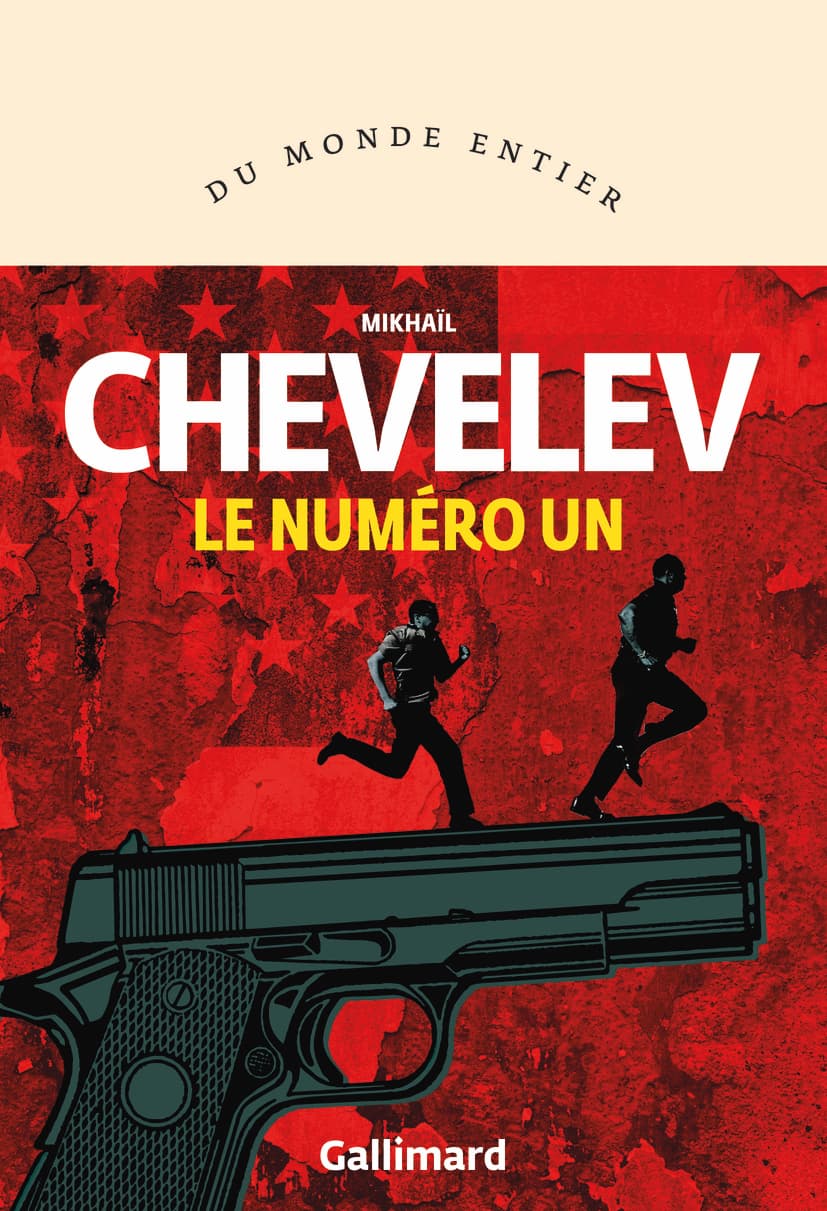 DU MONDE ENTIER
MIKHAÏL
CHEVELEV
LE NUMÉRO UN
Gallimard